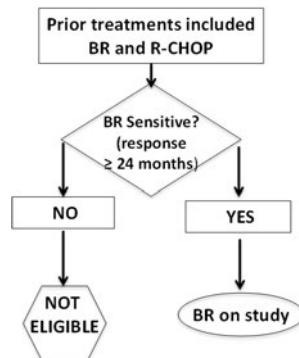 Prior treatments included
BR and R-CHOP
BR Sensitive?
(response
≥ 24 months)
NO
YES
NOT
ELIGIBLE
BR on study